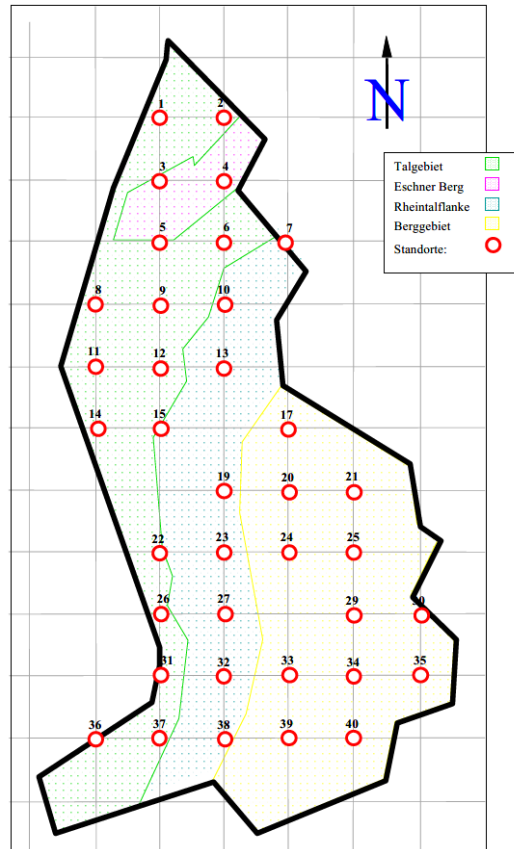 1 2
N
Talgebiet
Eschner Berg
Rheintalflanke
Berggebiet
Standorte:
3 4
5 6 7
8 9 10
11 12 13
14 15 17
19 20 21
22 23 24 25
26 27 29 30
31 32 33 34 35
36 37 38 39 40